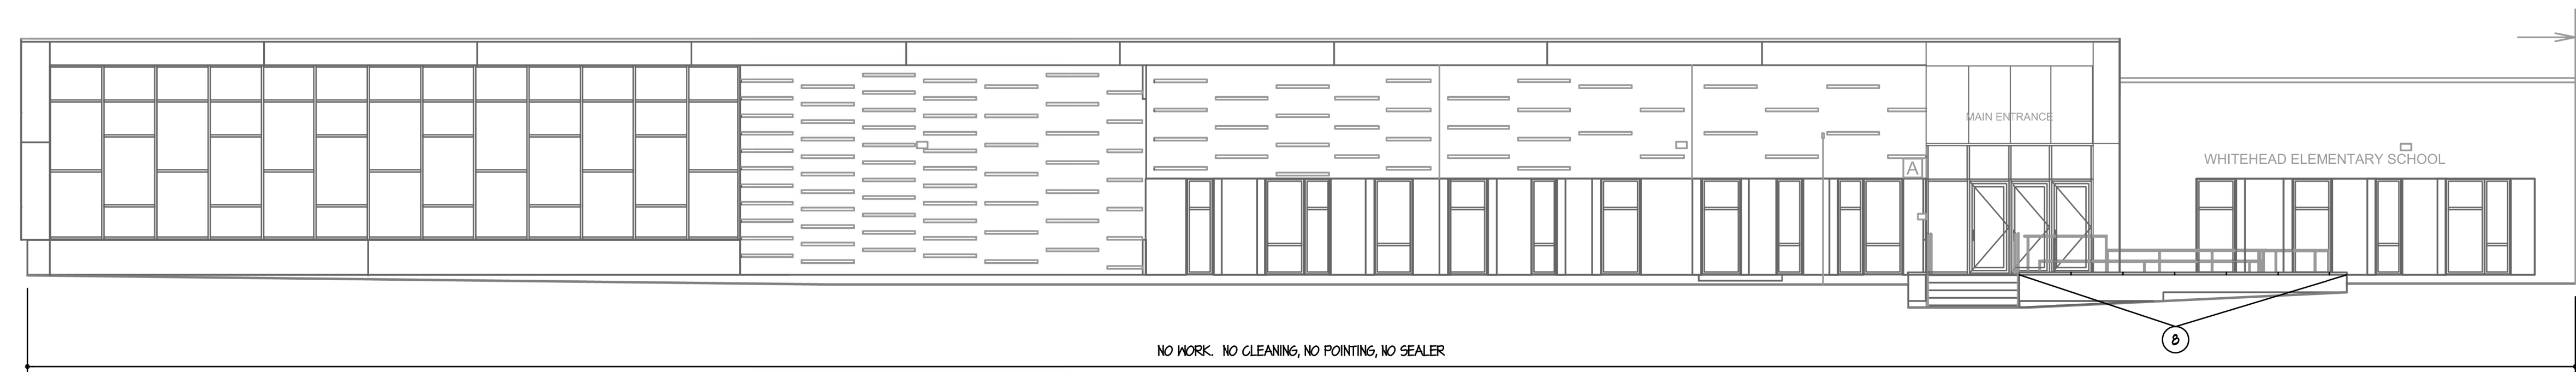 MAIN ENTRANCE
A
WHITEHEAD ELEMENTARY SCHOOL
8
NO WORK. NO CLEANING, NO POINTING, NO SEALER